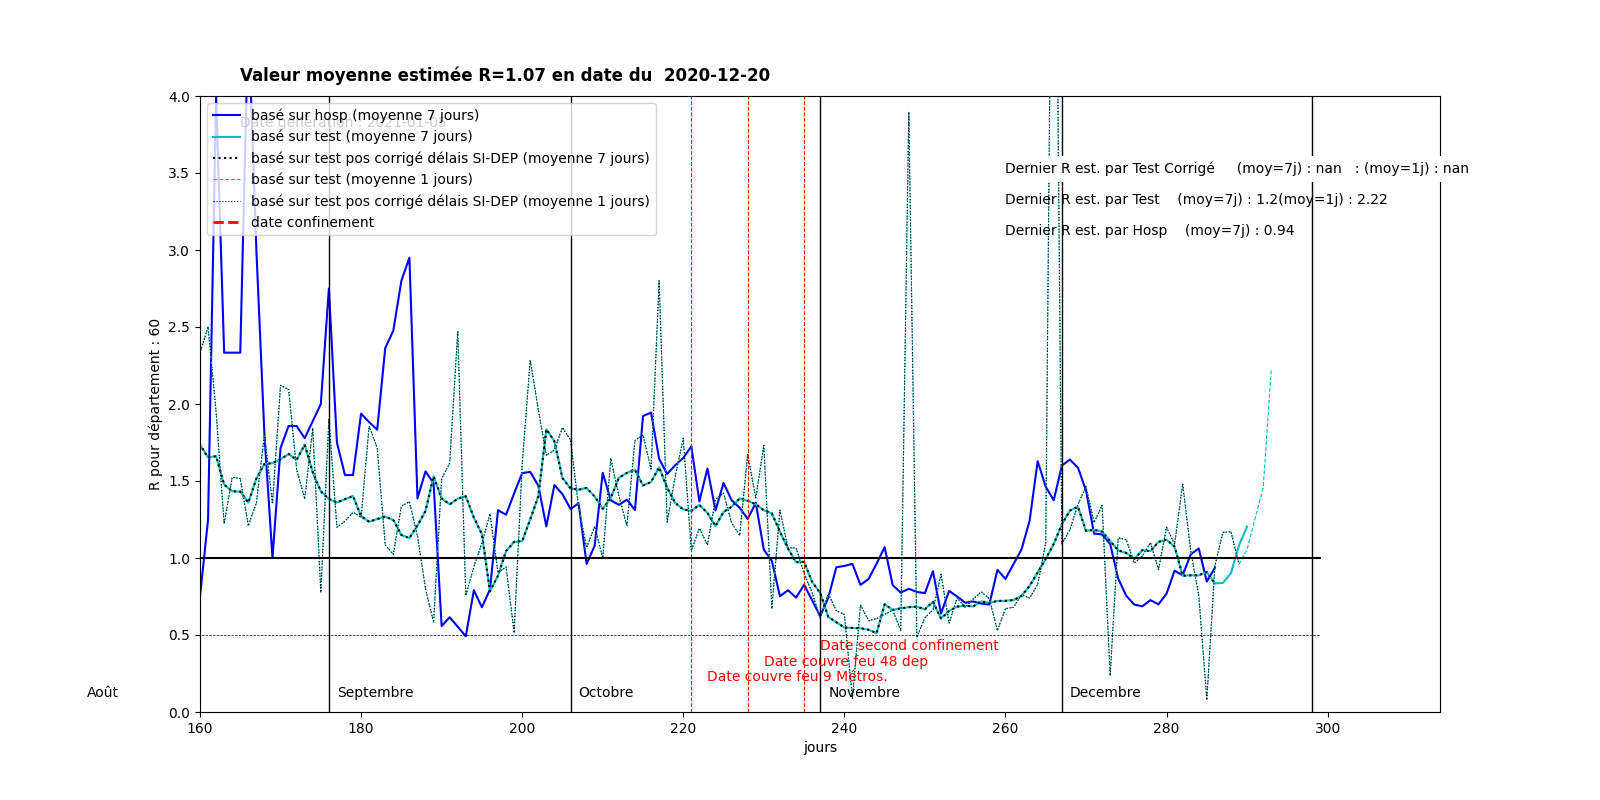 Valeur moyenne estimée R=1.07 en date du  2020-12-20
Date génération : 2021-01-05
basé sur hosp (moyenne 7 jours)
basé sur test (moyenne 7 jours)
basé sur test pos corrigé délais SI-DEP (moyenne 7 jours)
basé sur test (moyenne 1 jours)
basé sur test pos corrigé délais SI-DEP (moyenne 1 jours)
date confinement
Dernier R est. par Test Corrigé     (moy=7j) : nan   : (moy=1j) : nan
Dernier R est. par Test    (moy=7j) : 1.2(moy=1j) : 2.22
Dernier R est. par Hosp    (moy=7j) : 0.94
R pour département : 60
4.0
3.5
3.0
2.5
2.0
1.5
1.0
0.5
0.0
Date second confinement
Date couvre feu 48 dep
Date couvre feu 9 Métros.
Août Septembre Octobre Novembre Decembre
160 180 200 220 240 260 280 300
jours